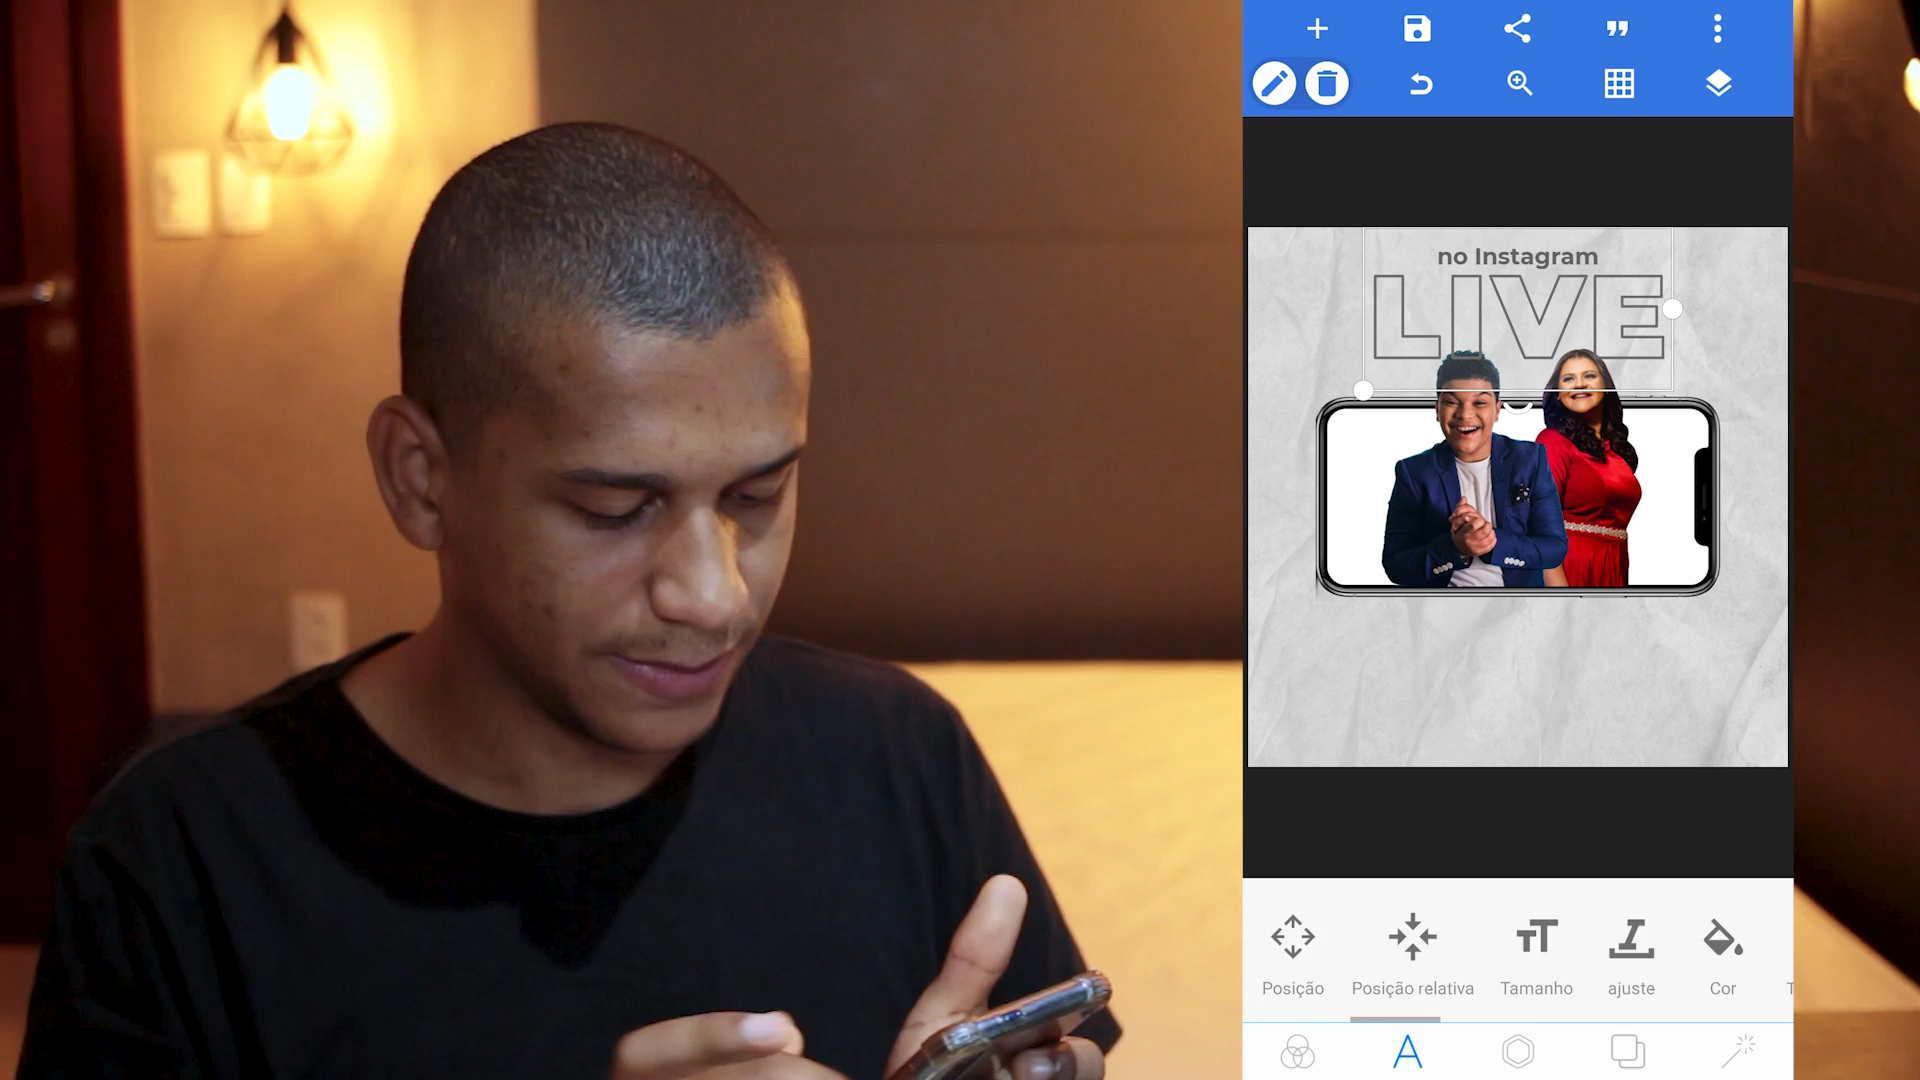 no Instagram
LIVE
Posição
Posição relativa
Tamanho
ajuste
Cor
T